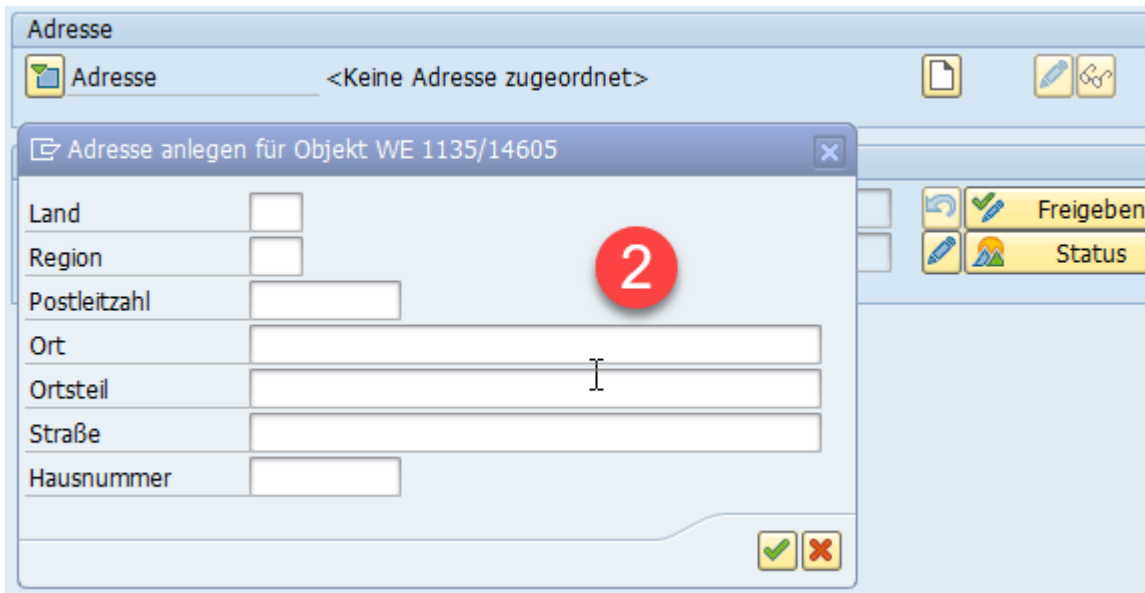 Adresse
Adresse <Keine Adresse zugeordnet>
Adresse anlegen für Objekt WE 1135/14605
Land
Region
Postleitzahl
Ort
Ortsteil
Straße
Hausnummer
2
Freigeben
Status